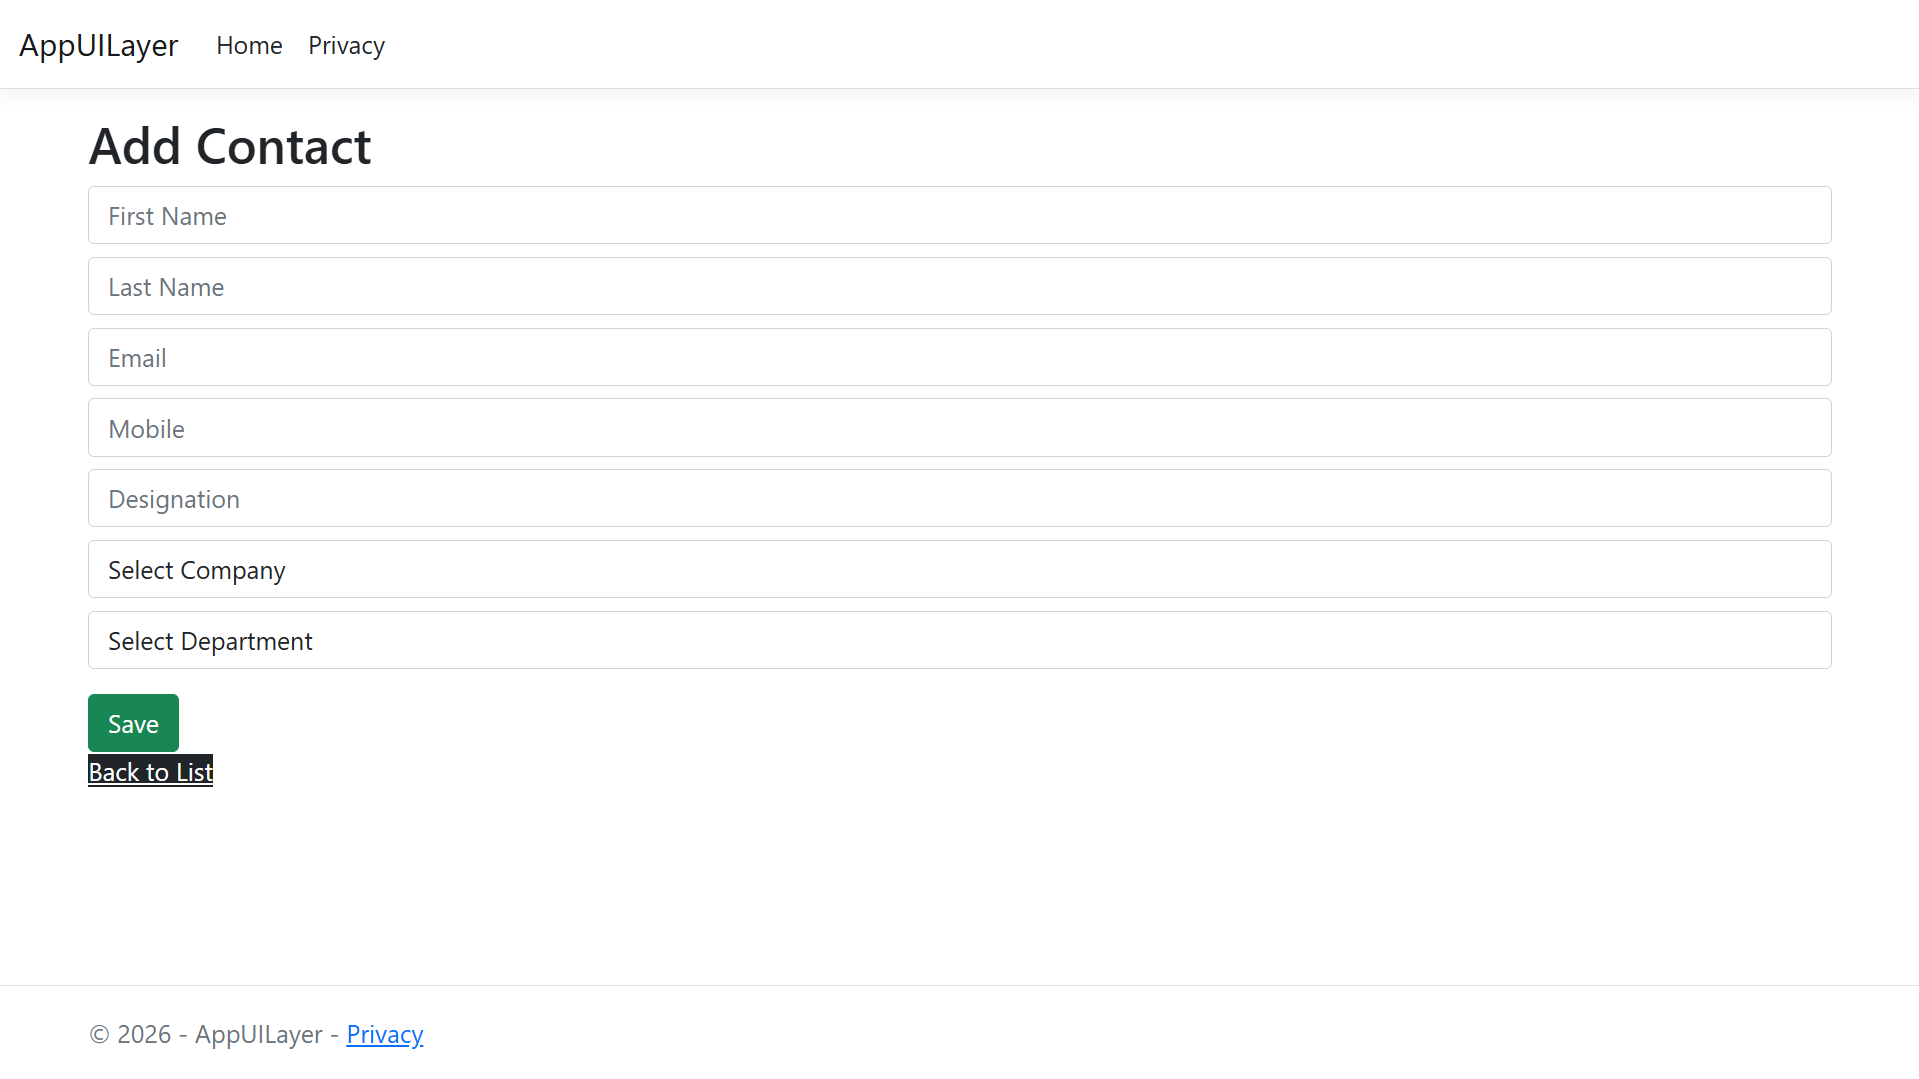 AppUILayer Home Privacy
Add Contact
First Name
Last Name
Email
Mobile
Designation
Select Company
Select Department
Save
Back to List
© 2026 - AppUILayer - Privacy